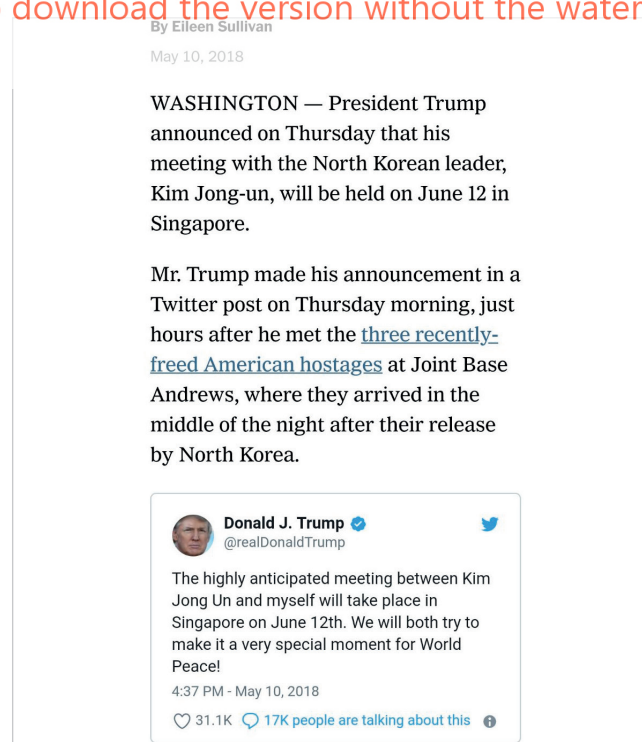 download the version without the water
By Eileen Sullivan
May 10, 2018
WASHINGTON — President Trump
announced on Thursday that his
meeting with the North Korean leader,
Kim Jong-un, will be held on June 12 in
Singapore.
Mr. Trump made his announcement in a
Twitter post on Thursday morning, just
hours after he met the three recently-
freed American hostages at Joint Base
Andrews, where they arrived in the
middle of the night after their release
by North Korea.
Donald J. Trump
@realDonaldTrump
The highly anticipated meeting between Kim
Jong Un and myself will take place in
Singapore on June 12th. We will both try to
make it a very special moment for World
Peace!
4:37 PM - May 10, 2018
31.1K 17K people are talking about this